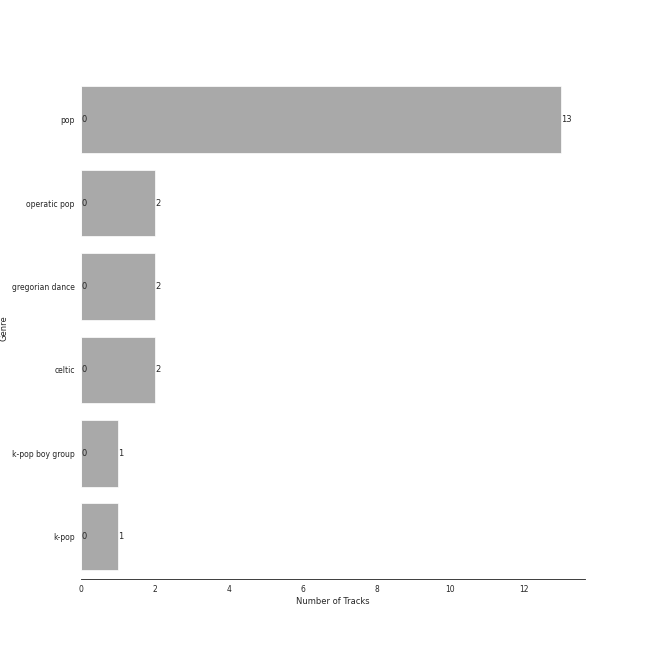 pop 0 13
operatic pop 0 2
gregorian dance 0 2
Genre
celtic 0 2
k-pop boy group 0 1
k-pop 0 1
0 2 4 6 8 10 12
Number of Tracks